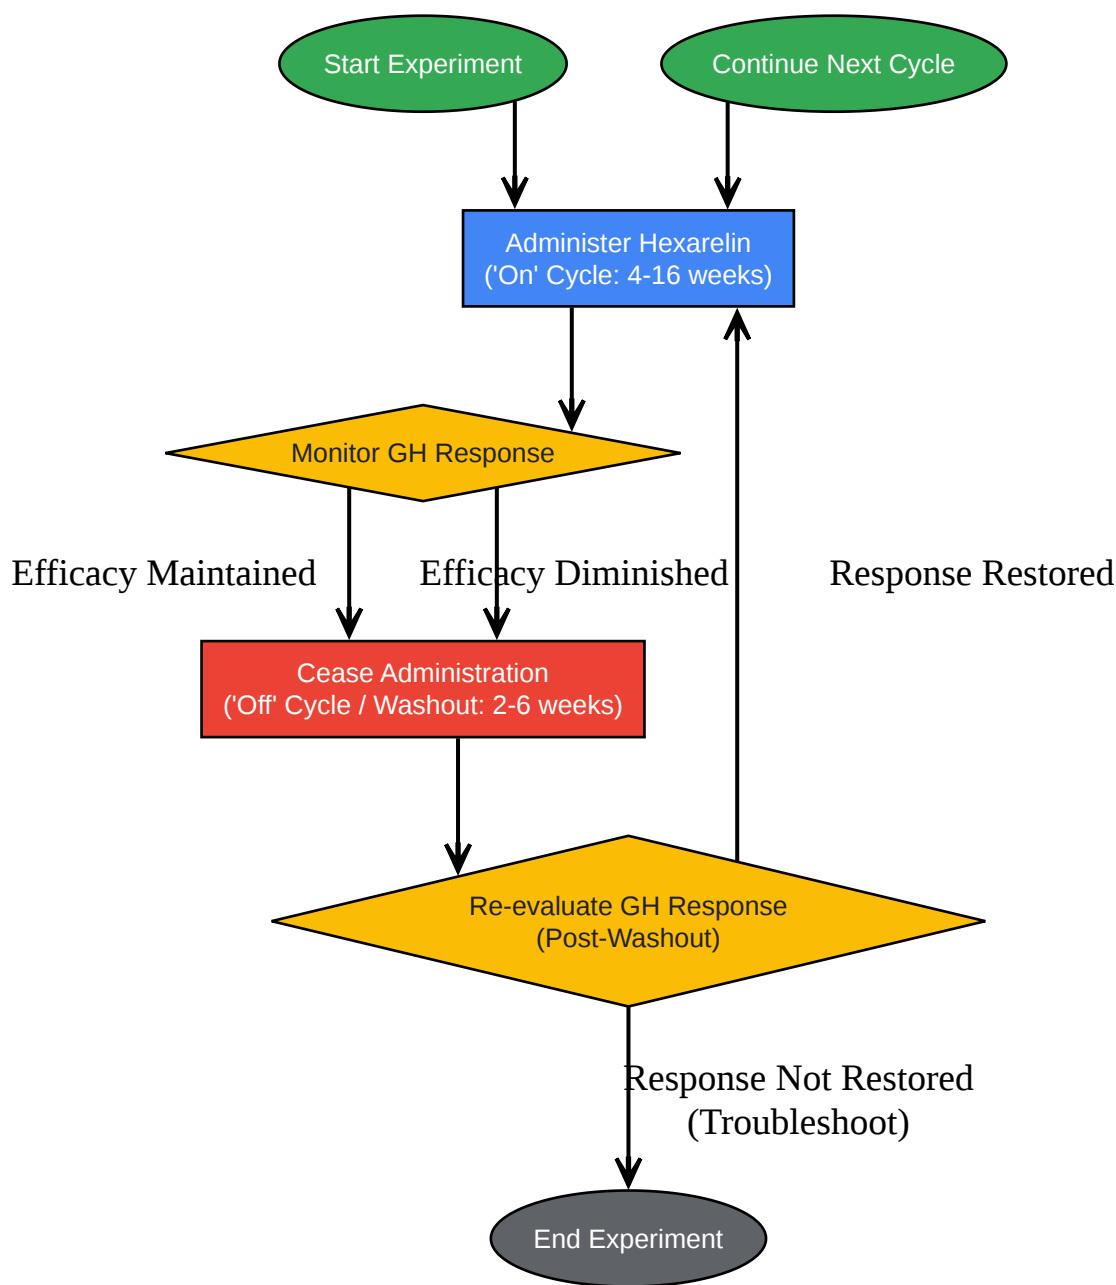 Start Experiment
Continue Next Cycle
Administer Hexarelin
('On' Cycle: 4-16 weeks)
Monitor GH Response
Efficacy Maintained
Efficacy Diminished
Response Restored
Cease Administration
('Off' Cycle / Washout: 2-6 weeks)
Re-evaluate GH Response
(Post-Washout)
Response Not Restored
(Troubleshoot)
End Experiment